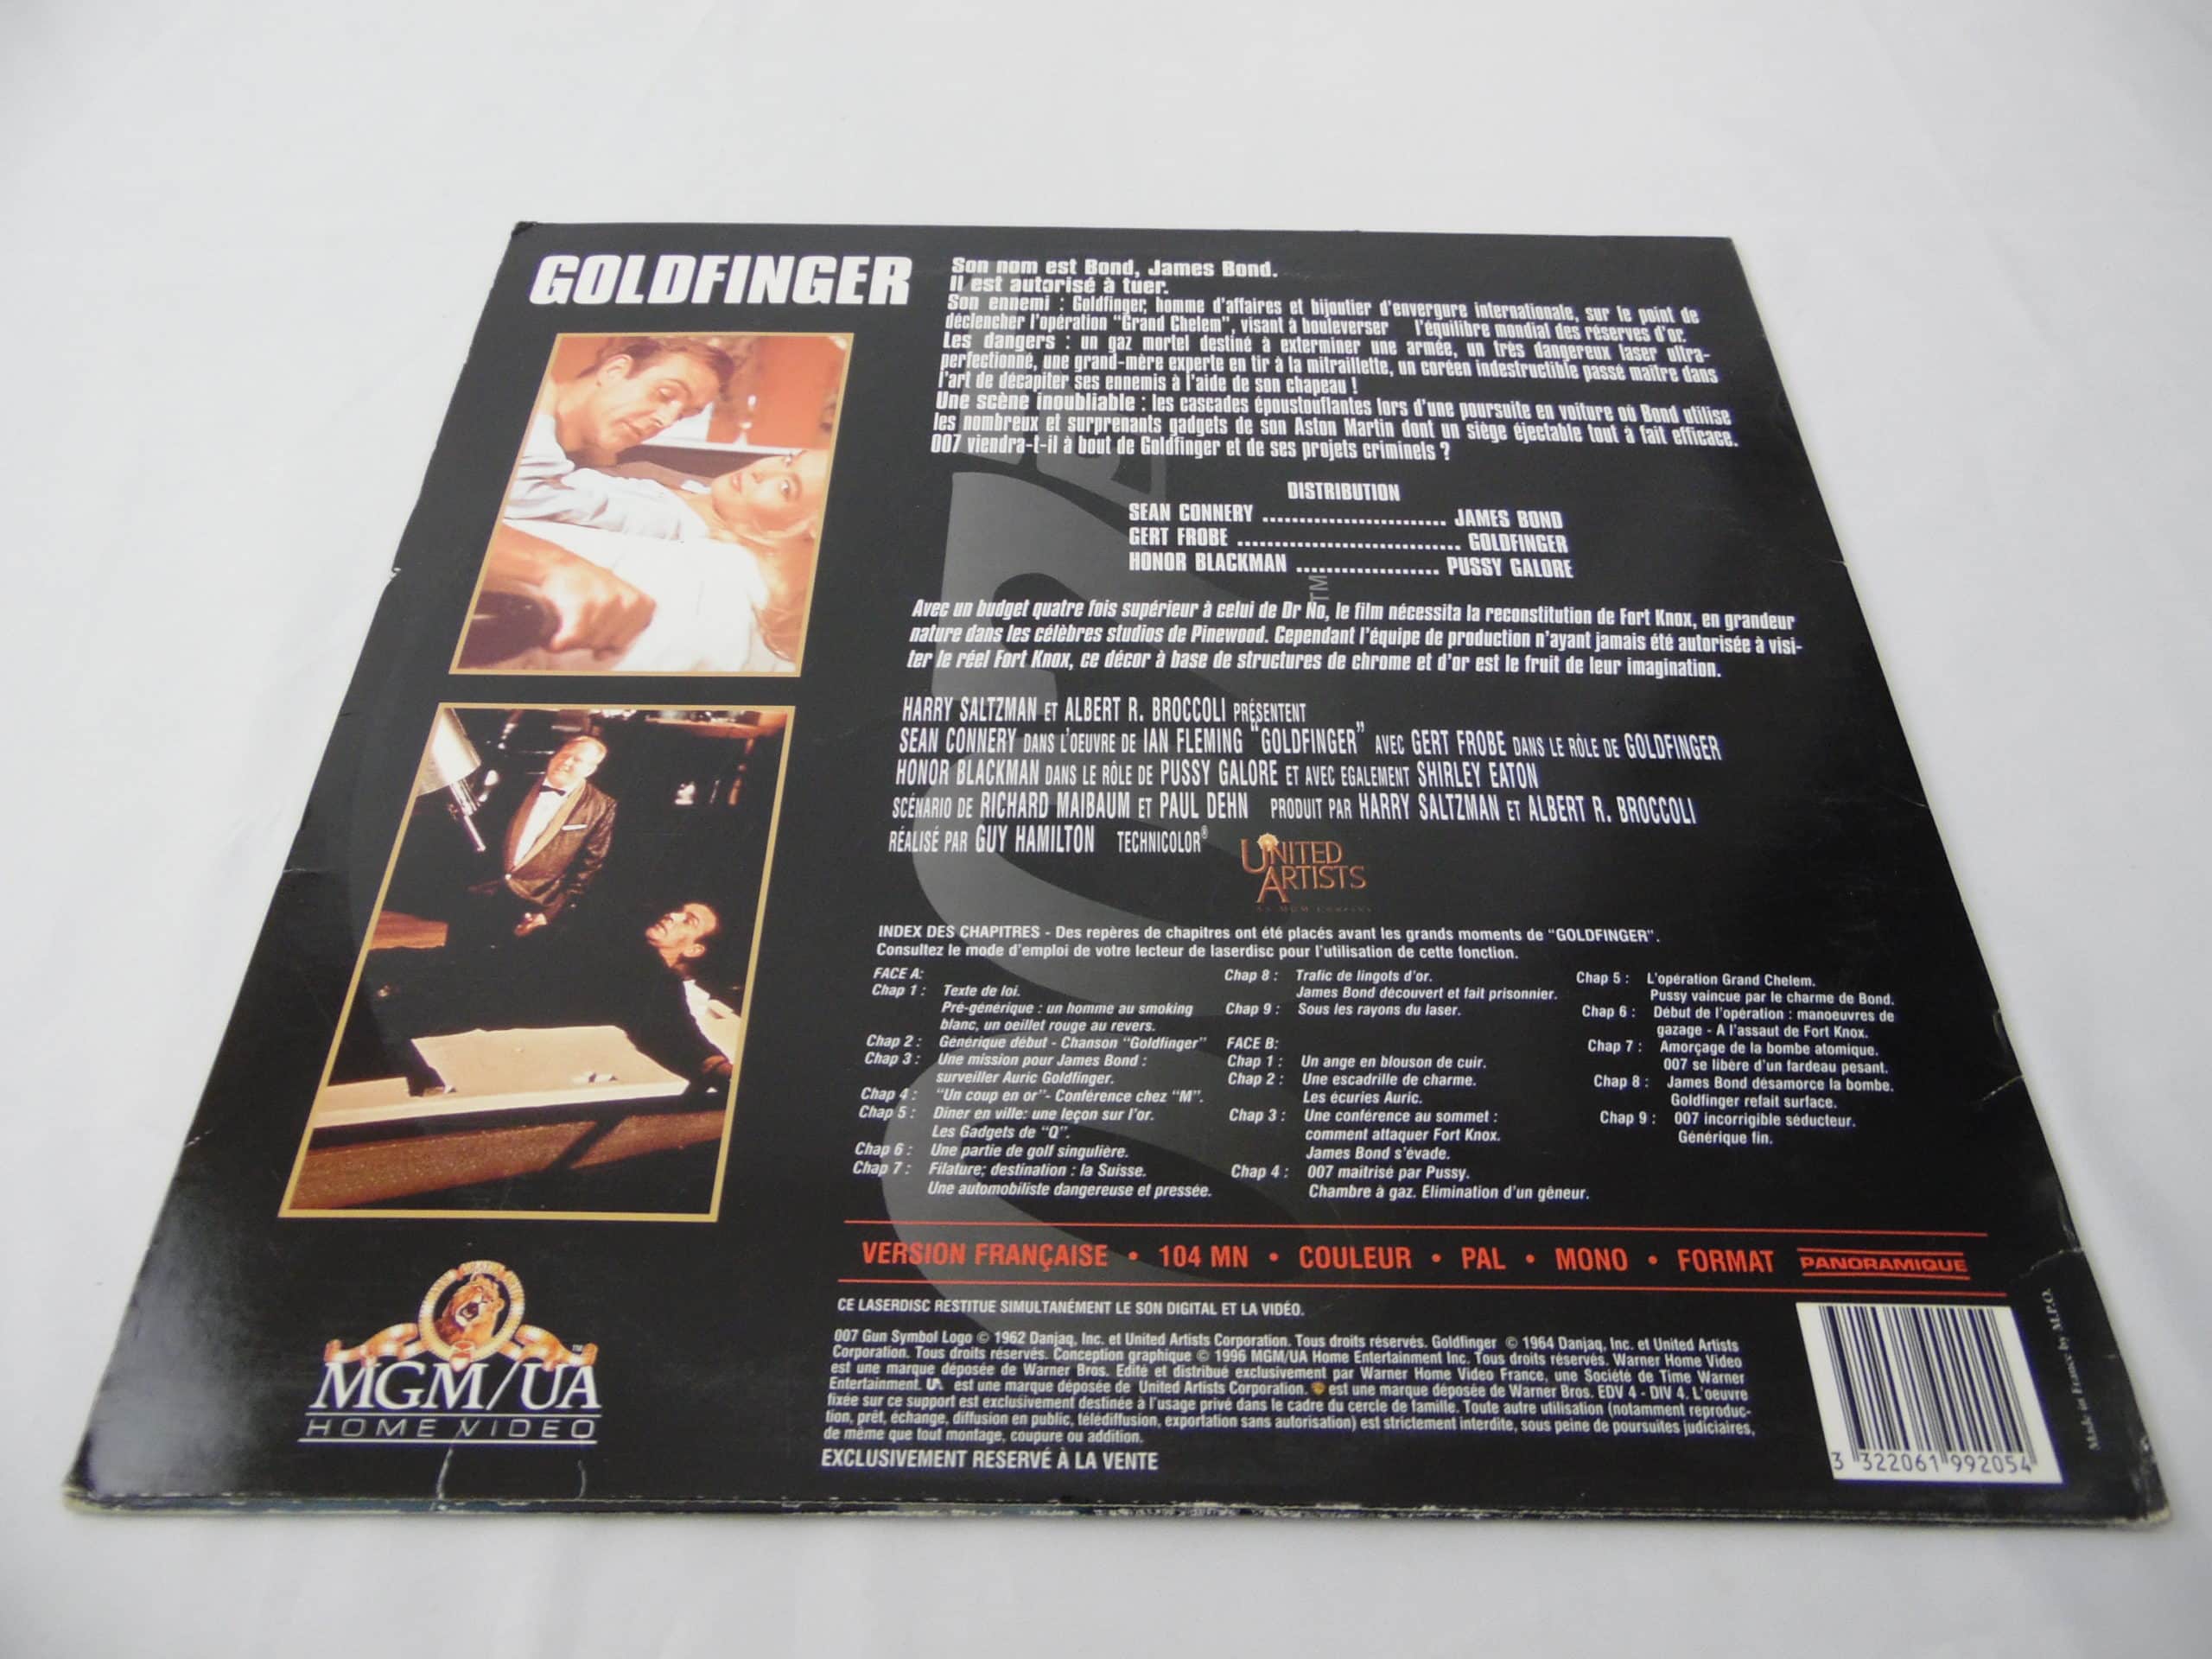 GOLDFINGER
Son nom est Bond, James Bond.
Il est autorisé à tuer.
Son ennemi : Goldfinger, homme d'affaires et bijoutier d'envergure internationale, sur le point de
déclencher l'opération "Grand Chelem", visant à bouleverser l'équilibre mondial des réserves d'or.
Les dangers : un gaz mortel destiné à exterminer une armée, un très dangereux laser ultra-
perfectionné, une grand-mère experte en tir à la mitraillette, un coréen indestructible passé maître dans
l'art de décapiter ses ennemis à l'aide de son chapeau !
Une scène inoubliable : les cascades époustouflantes lors d'une poursuite en voiture où Bond utilise
les nombreux et surprenants gadgets de son Aston Martin dont un siège éjectable tout à fait efficace.
007 viendra-t-il à bout de Goldfinger et de ses projets criminels ?
DISTRIBUTION
SEAN CONNERY ......................... JAMES BOND
GERT FROBE .............................. GOLDFINGER
HONOR BLACKMAN ................... PUSSY GALORE
TM
Avec un budget quatre fois supérieur à celui de Dr No, le film nécessita la reconstitution de Fort Knox, en grandeur
nature dans les célèbres studios de Pinewood. Cependant l'équipe de production n'ayant jamais été autorisée à visi-
ter le réel Fort Knox, ce décor à base de structures de chrome et d'or est le fruit de leur imagination.
HARRY SALTZMAN ET ALBERT R. BROCCOLI PRÉSENTENT
SEAN CONNERY DANS L'OEUVRE DE IAN FLEMING "GOLDFINGER" AVEC GERT FROBE DANS LE RÔLE DE GOLDFINGER
HONOR BLACKMAN DANS LE RÔLE DE PUSSY GALORE ET AVEC EGALEMENT SHIRLEY EATON
SCÉNARIO DE RICHARD MAIBAUM ET PAUL DEHN PRODUIT PAR HARRY SALTZMAN ET ALBERT R. BROCCOLI
RÉALISÉ PAR GUY HAMILTON TECHNICOLOR®
UNITED
ARTISTS
INDEX DES CHAPITRES - Des repères de chapitres ont été placés avant les grands moments de "GOLDFINGER".
Consultez le mode d'emploi de votre lecteur de laserdisc pour l'utilisation de cette fonction.
FACE A:
Chap 1 : Texte de loi.
Pré-générique : un homme au smoking
blanc, un oeillet rouge au revers.
Chap 2 : Générique début - Chanson "Goldfinger"
Chap 3 : Une mission pour James Bond :
surveiller Auric Goldfinger.
Chap 4 : "Un coup en or"- Conférence chez "M".
Chap 5 : Dîner en ville: une leçon sur l'or.
Les Gadgets de "Q".
Chap 6 : Une partie de golf singulière.
Chap 7 : Filature; destination : la Suisse.
Une automobiliste dangereuse et pressée.
Chap 8 : Trafic de lingots d'or.
James Bond découvert et fait prisonnier.
Chap 9 : Sous les rayons du laser.
FACE B:
Chap 1 : Un ange en blouson de cuir.
Chap 2 : Une escadrille de charme.
Les écuries Auric.
Chap 3 : Une conférence au sommet :
comment attaquer Fort Knox.
James Bond s'évade.
Chap 4 : 007 maîtrisé par Pussy.
Chambre à gaz. Elimination d'un gêneur.
Chap 5 : L'opération Grand Chelem.
Pussy vaincue par le charme de Bond.
Chap 6 : Début de l'opération : manoeuvres de
gazage - A l'assaut de Fort Knox.
Chap 7 : Amorçage de la bombe atomique.
007 se libère d'un fardeau pesant.
Chap 8 : James Bond désamorce la bombe.
Goldfinger refait surface.
Chap 9 : 007 incorrigible séducteur.
Générique fin.
VERSION FRANÇAISE • 104 MN • COULEUR • PAL • MONO • FORMAT PANORAMIQUE
CE LASERDISC RESTITUE SIMULTANÉMENT LE SON DIGITAL ET LA VIDÉO.
007 Gun Symbol Logo © 1962 Danjaq, Inc. et United Artists Corporation. Tous droits réservés. Goldfinger © 1964 Danjaq, Inc. et United Artists
Corporation. Tous droits réservés. Conception graphique © 1996 MGM/UA Home Entertainment Inc. Tous droits réservés. Warner Home Video
est une marque déposée de Warner Bros. Edité et distribué exclusivement par Warner Home Video France, une Société de Time Warner
Entertainment. UA est une marque déposée de United Artists Corporation. est une marque déposée de Warner Bros. EDV 4 - DIV 4. L'oeuvre
fixée sur ce support est exclusivement destinée à l'usage privé dans le cadre du cercle de famille. Toute autre utilisation (notamment reproduc-
tion, prêt, échange, diffusion en public, télédiffusion, exportation sans autorisation) est strictement interdite, sous peine de poursuites judiciaires,
de même que tout montage, coupure ou addition.
EXCLUSIVEMENT RESERVÉ À LA VENTE
MGM/UA
HOME VIDEO
TM
3 322061 992054
Made in France by M.P.O.